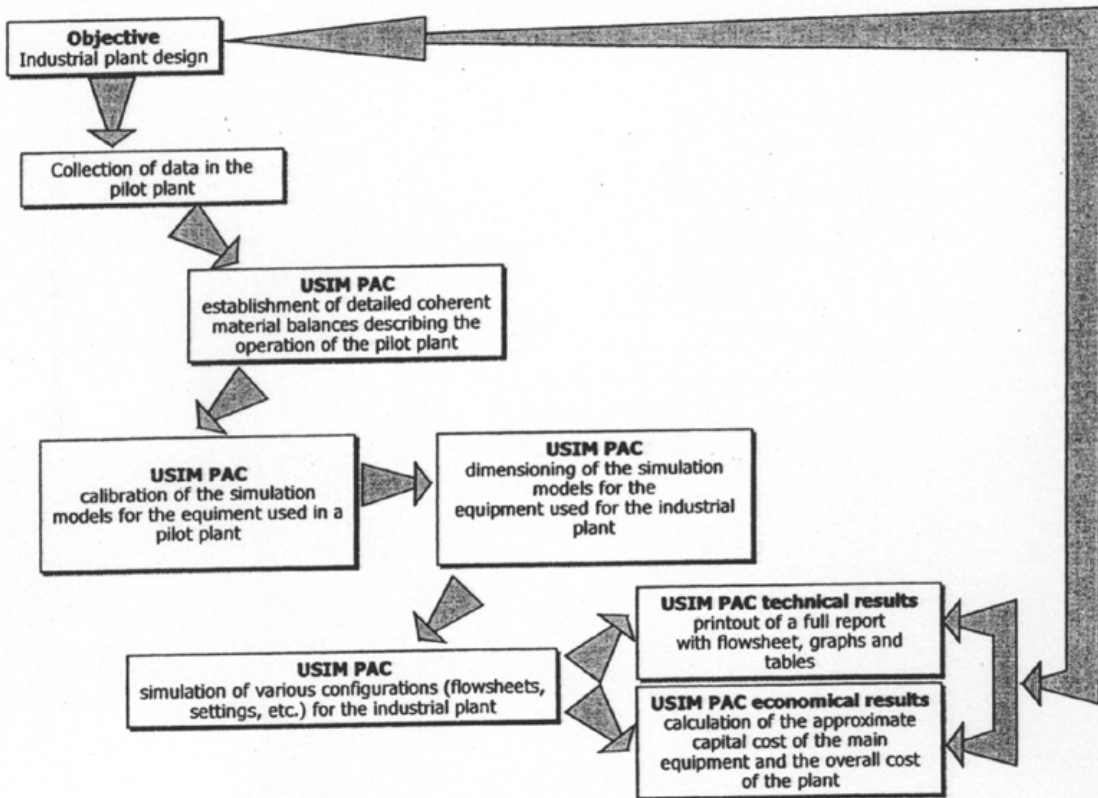 Objective
Industrial plant design
Collection of data in the
pilot plant
USIM PAC
establishment of detailed coherent
material balances describing the
operation of the pilot plant
USIM PAC
calibration of the simulation
models for the equiment used in a
pilot plant
USIM PAC
dimensioning of the simulation
models for the
equipment used for the industrial
plant
USIM PAC
simulation of various configurations (flowsheets,
settings, etc.) for the industrial plant
USIM PAC technical results
printout of a full report
with flowsheet, graphs and
tables
USIM PAC economical results
calculation of the approximate
capital cost of the main
equipment and the overall cost
of the plant